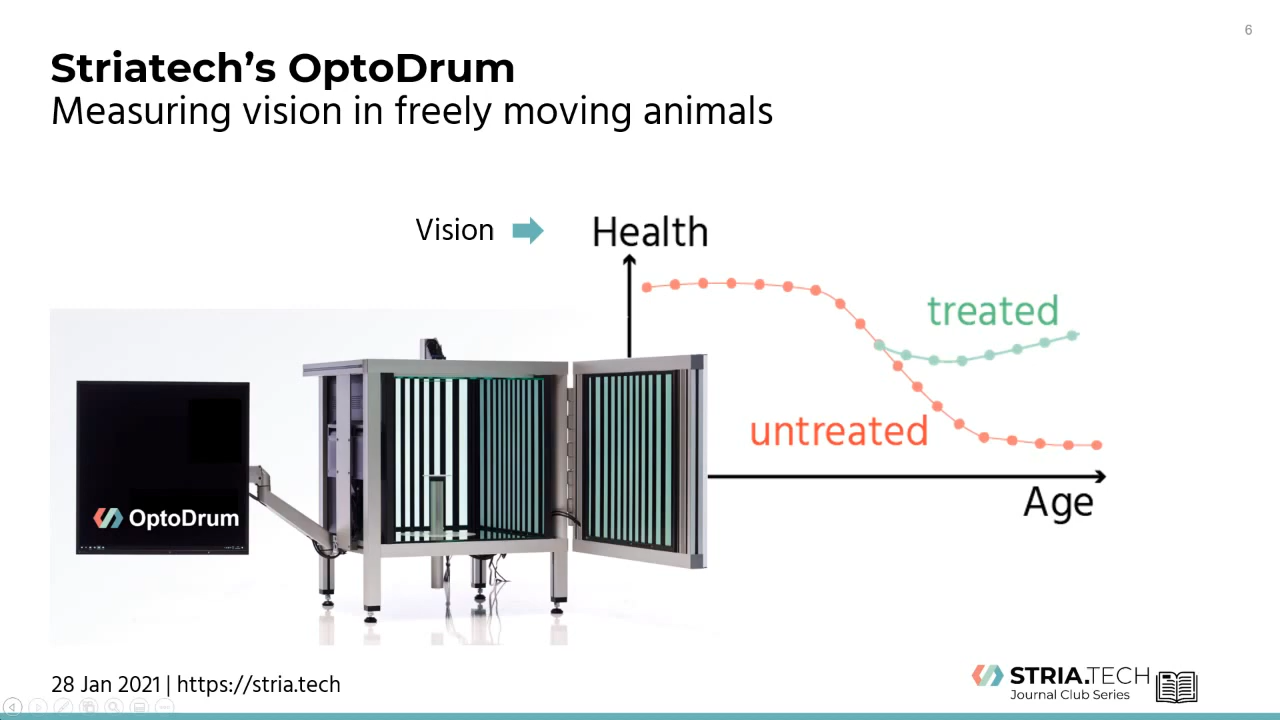 6
Striatech’s OptoDrum
Measuring vision in freely moving animals
Vision
Health
treated
untreated
Age
OptoDrum
28 Jan 2021 | https://stria.tech
STRIA.TECH
Journal Club Series